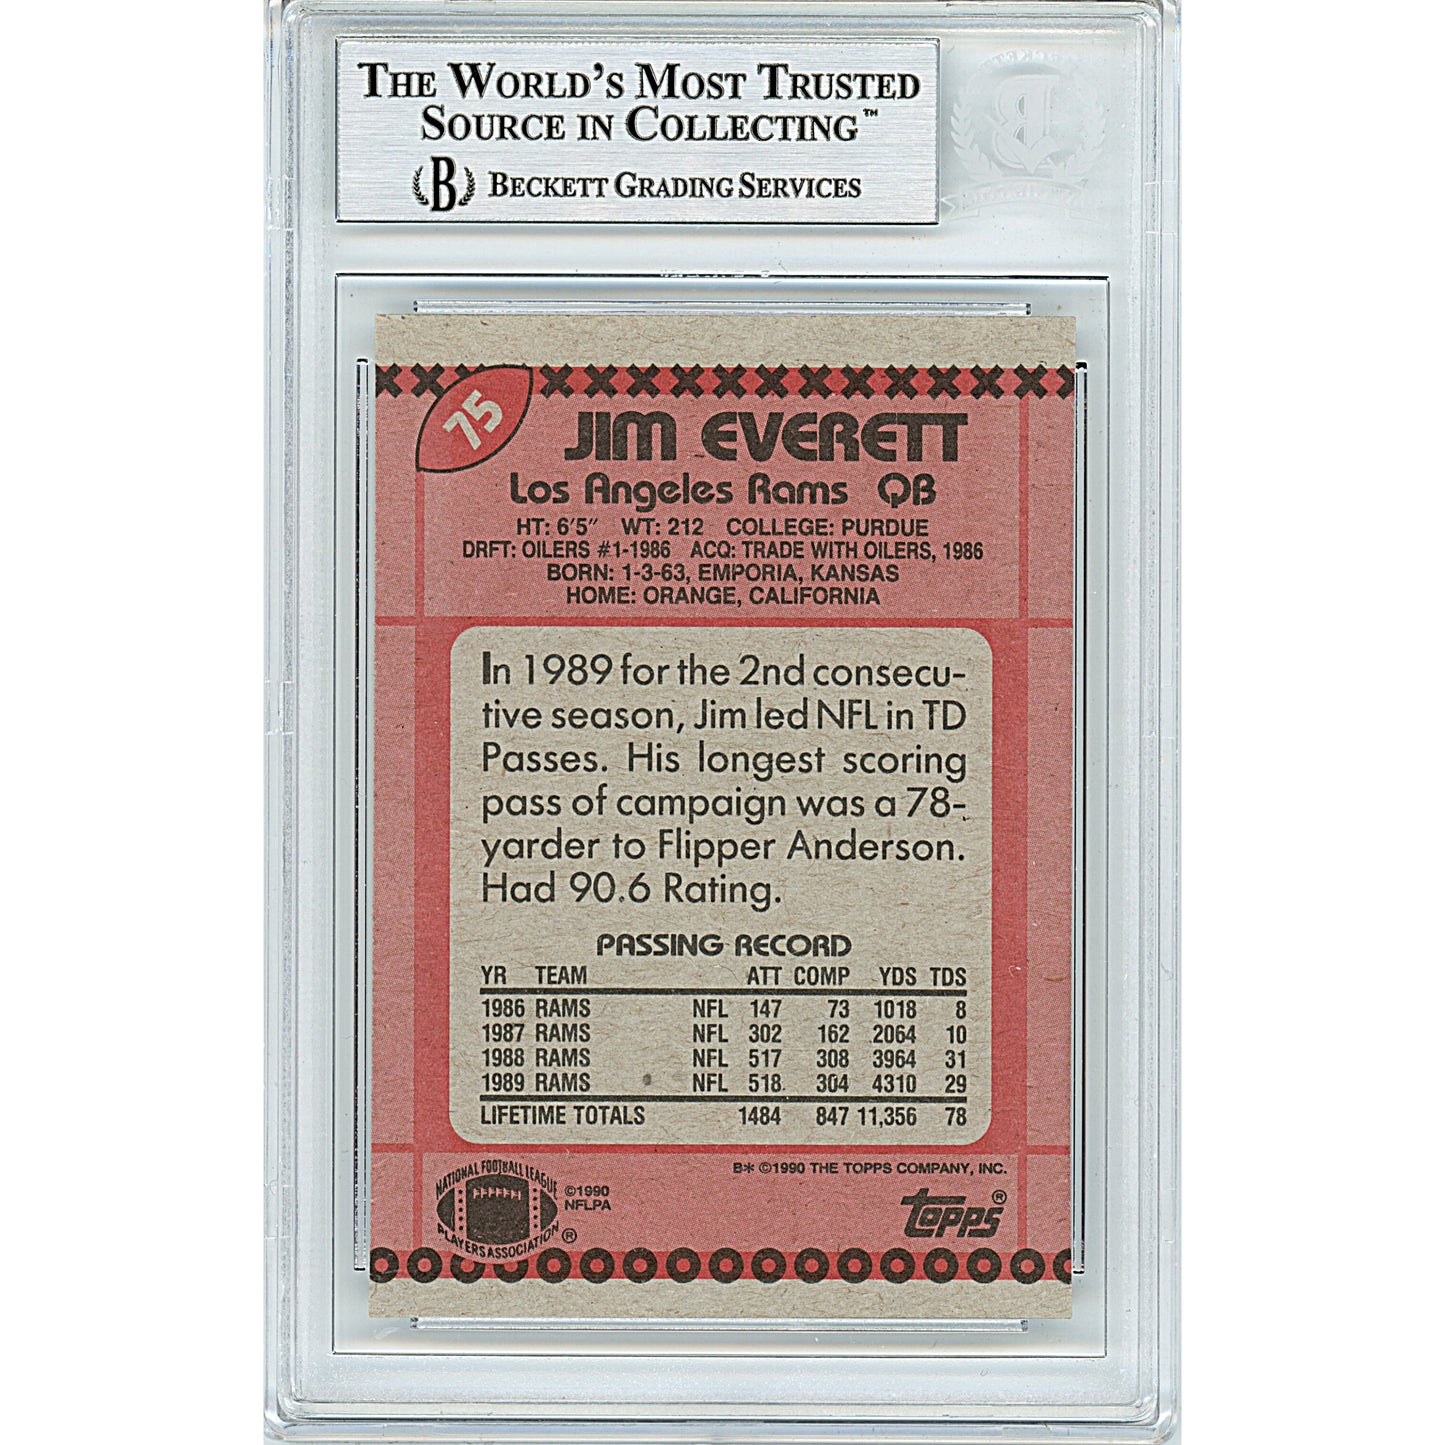 THE WORLD'S MOST TRUSTED
SOURCE IN COLLECTING™
B BECKETT GRADING SERVICES
75
JIM EVERETT
Los Angeles Rams QB
HT: 6'5" WT: 212 COLLEGE: PURDUE
DRFT: OILERS #1-1986 ACQ: TRADE WITH OILERS, 1986
BORN: 1-3-63, EMPORIA, KANSAS
HOME: ORANGE, CALIFORNIA
In 1989 for the 2nd consecu-
tive season, Jim led NFL in TD
Passes. His longest scoring
pass of campaign was a 78-
yarder to Flipper Anderson.
Had 90.6 Rating.
PASSING RECORD
YR TEAM ATT COMP YDS TDS
1986 RAMS NFL 147 73 1018 8
1987 RAMS NFL 302 162 2064 10
1988 RAMS NFL 517 308 3964 31
1989 RAMS NFL 518 304 4310 29
LIFETIME TOTALS 1484 847 11,356 78
B* ©1990 THE TOPPS COMPANY, INC.
NATIONAL FOOTBALL LEAGUE
PLAYERS ASSOCIATION ®
©1990
NFLPA
topps®